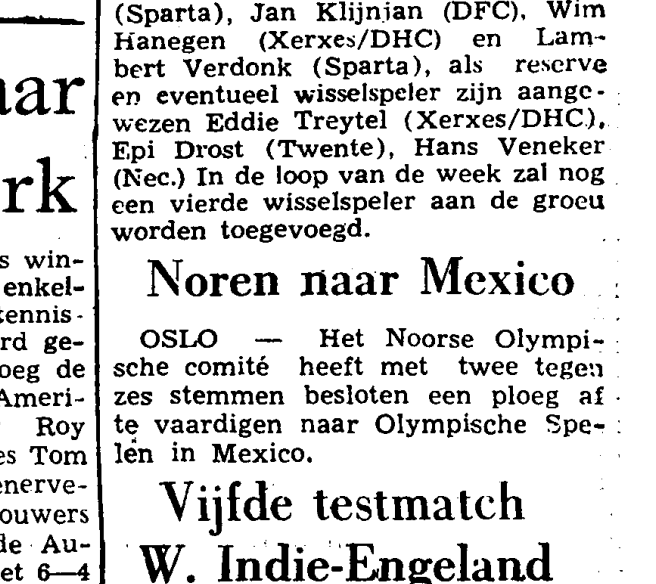 aar
rk
s win-
enkel-
tennis-
rd ge-
oeg de
Ameri-
Roy
es Tom
enerve-
ouwers
de Au-
et 6—4
(Sparta), Jan Klijnjan (DFC), Wim
Hanegen (Xerxes/DHC) en Lam-
bert Verdonk (Sparta), als reserve
en eventueel wisselspeler zijn aange-
wezen Eddie Treytel (Xerxes/DHC),
Epi Drost (Twente), Hans Veneker
(Nec.) In de loop van de week zal nog
een vierde wisselspeler aan de groeu
worden toegevoegd.
Noren naar Mexico
OSLO — Het Noorse Olympi-
sche comité heeft met twee tegen
zes stemmen besloten een ploeg af
te vaardigen naar Olympische Spe-
len in Mexico.
Vijfde testmatch
W. Indie-Engeland